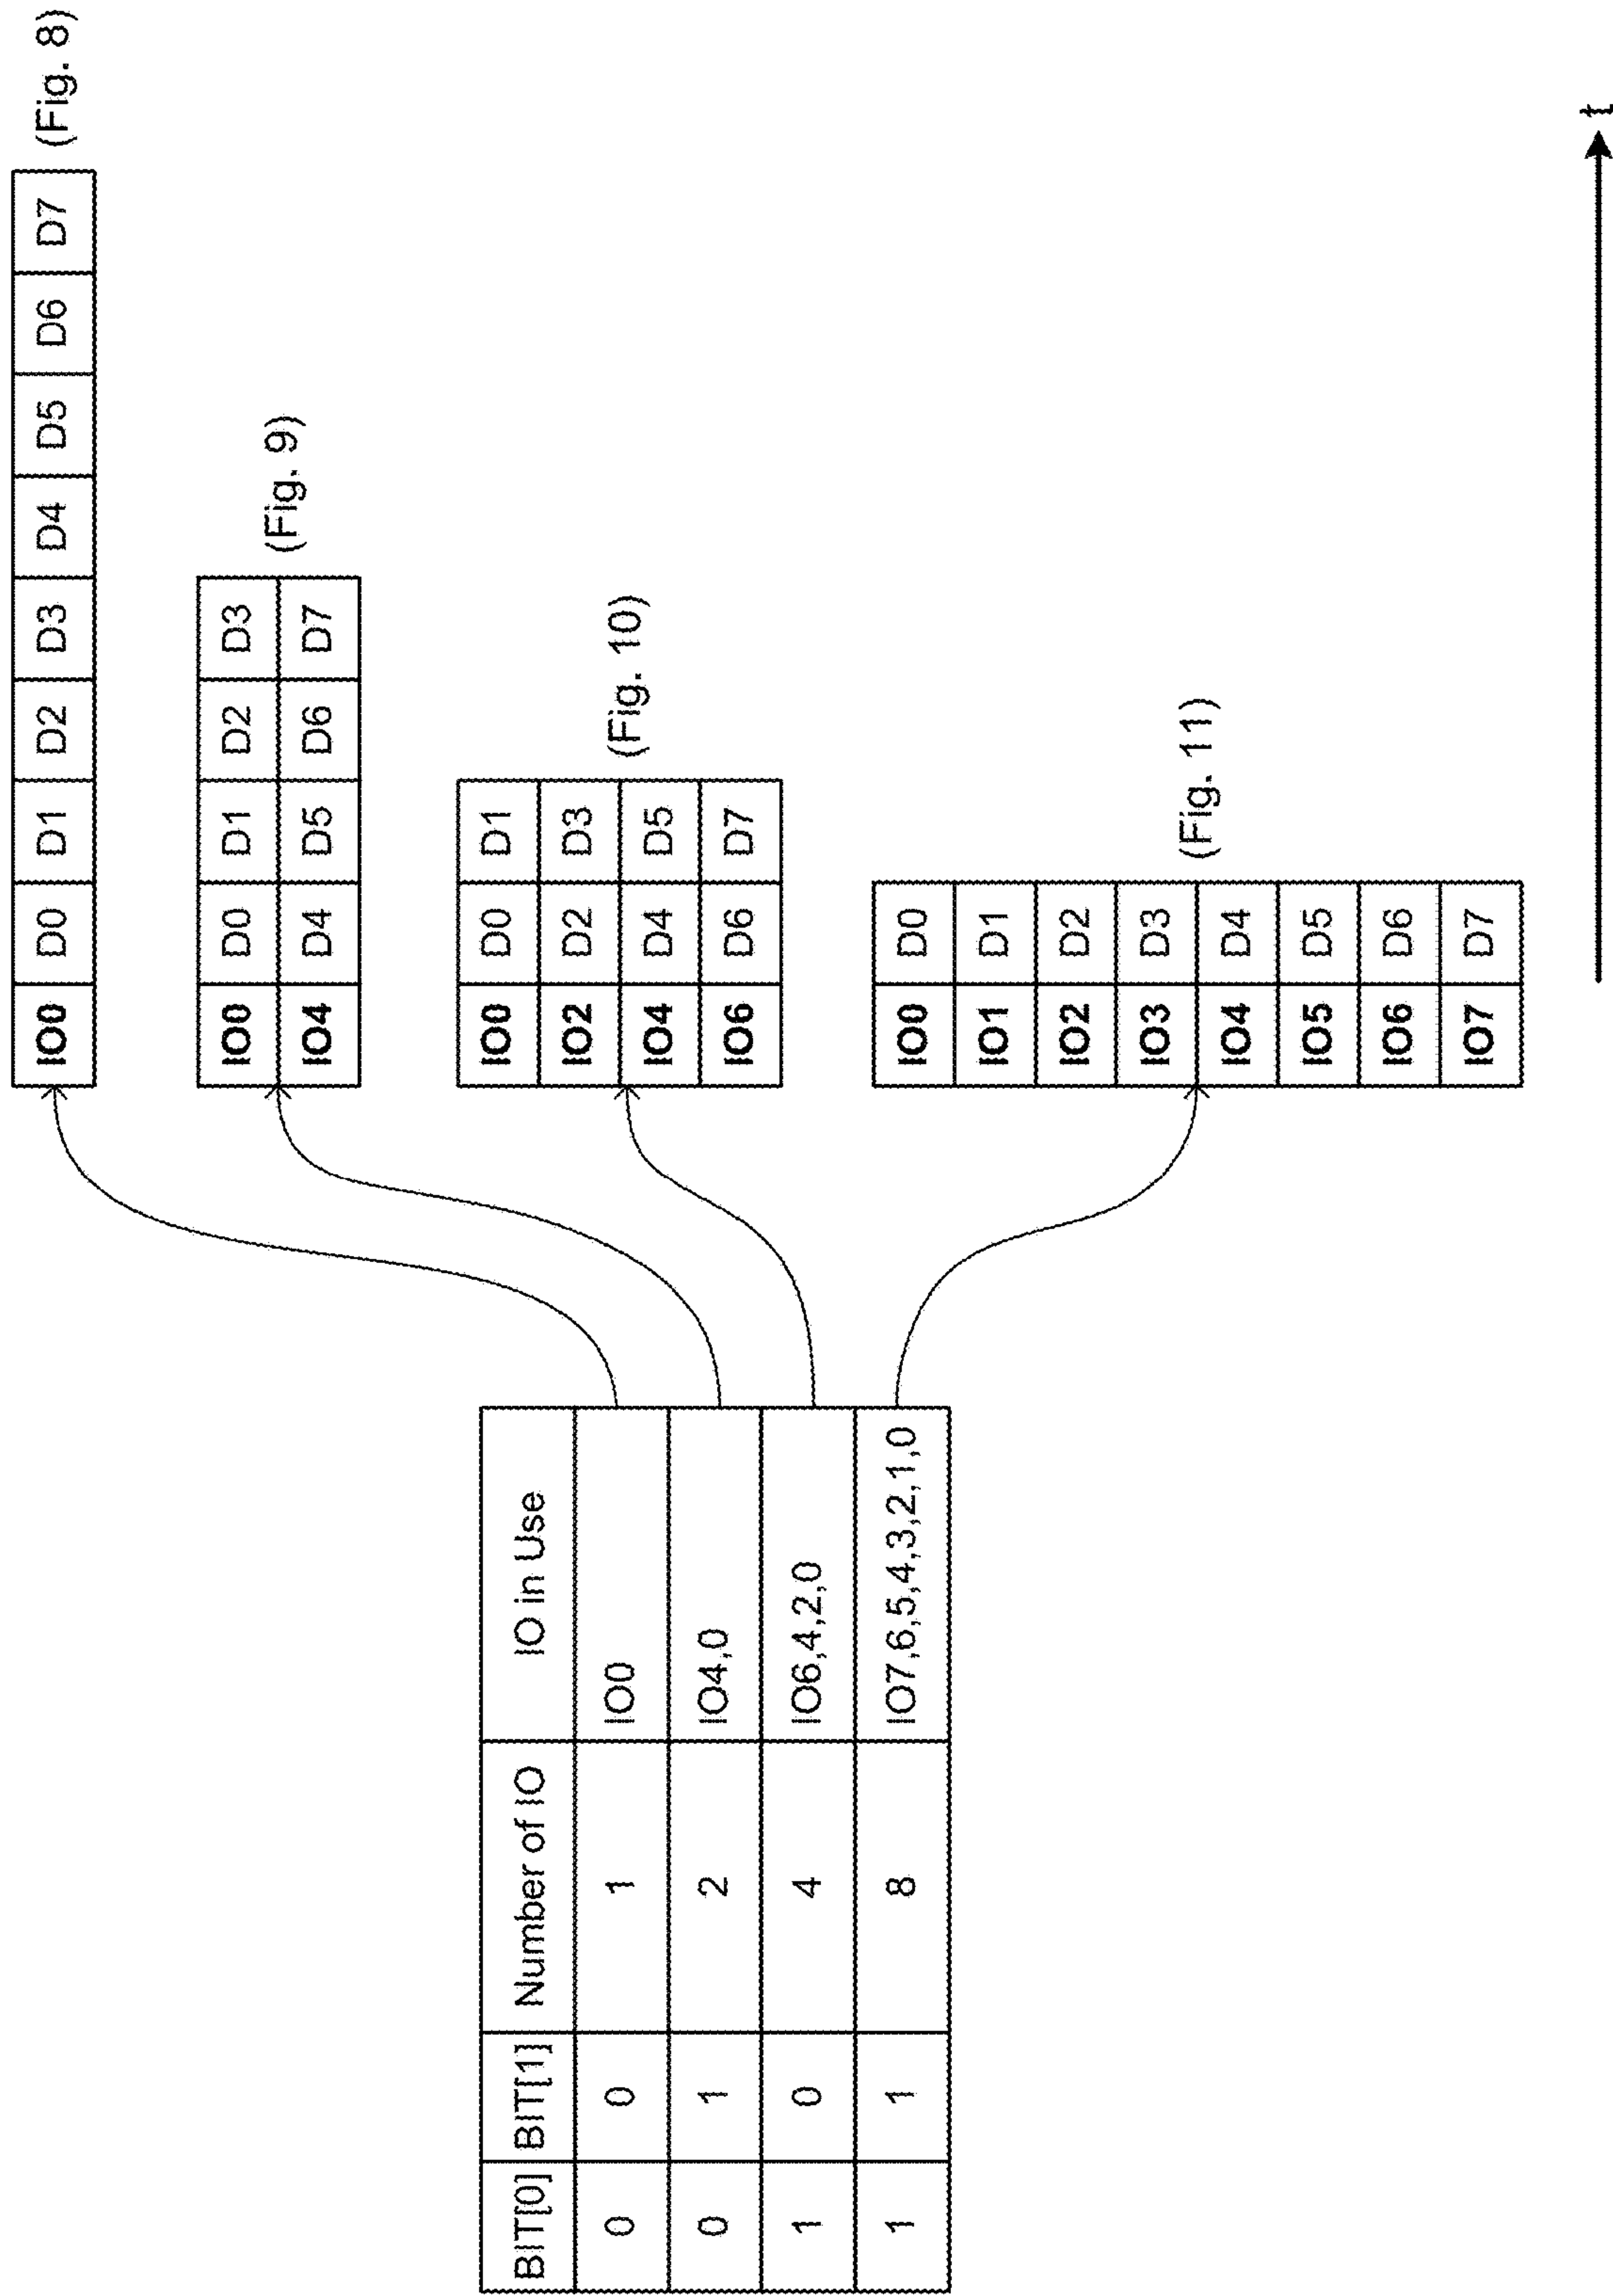 BIT[0] BIT[1] Number of IO IO in Use
0 0 1 IO0
0 1 2 IO4,0
1 0 4 IO6,4,2,0
1 1 8 IO7,6,5,4,3,2,1,0
IO0 D0 D1 D2 D3 D4 D5 D6 D7 (Fig. 8)
IO0 D0 D1 D2 D3
IO4 D4 D5 D6 D7
(Fig. 9)
IO0 D0 D1
IO2 D2 D3
IO4 D4 D5
IO6 D6 D7
(Fig. 10)
IO0 D0
IO1 D1
IO2 D2
IO3 D3
IO4 D4
IO5 D5
IO6 D6
IO7 D7
(Fig. 11)
t